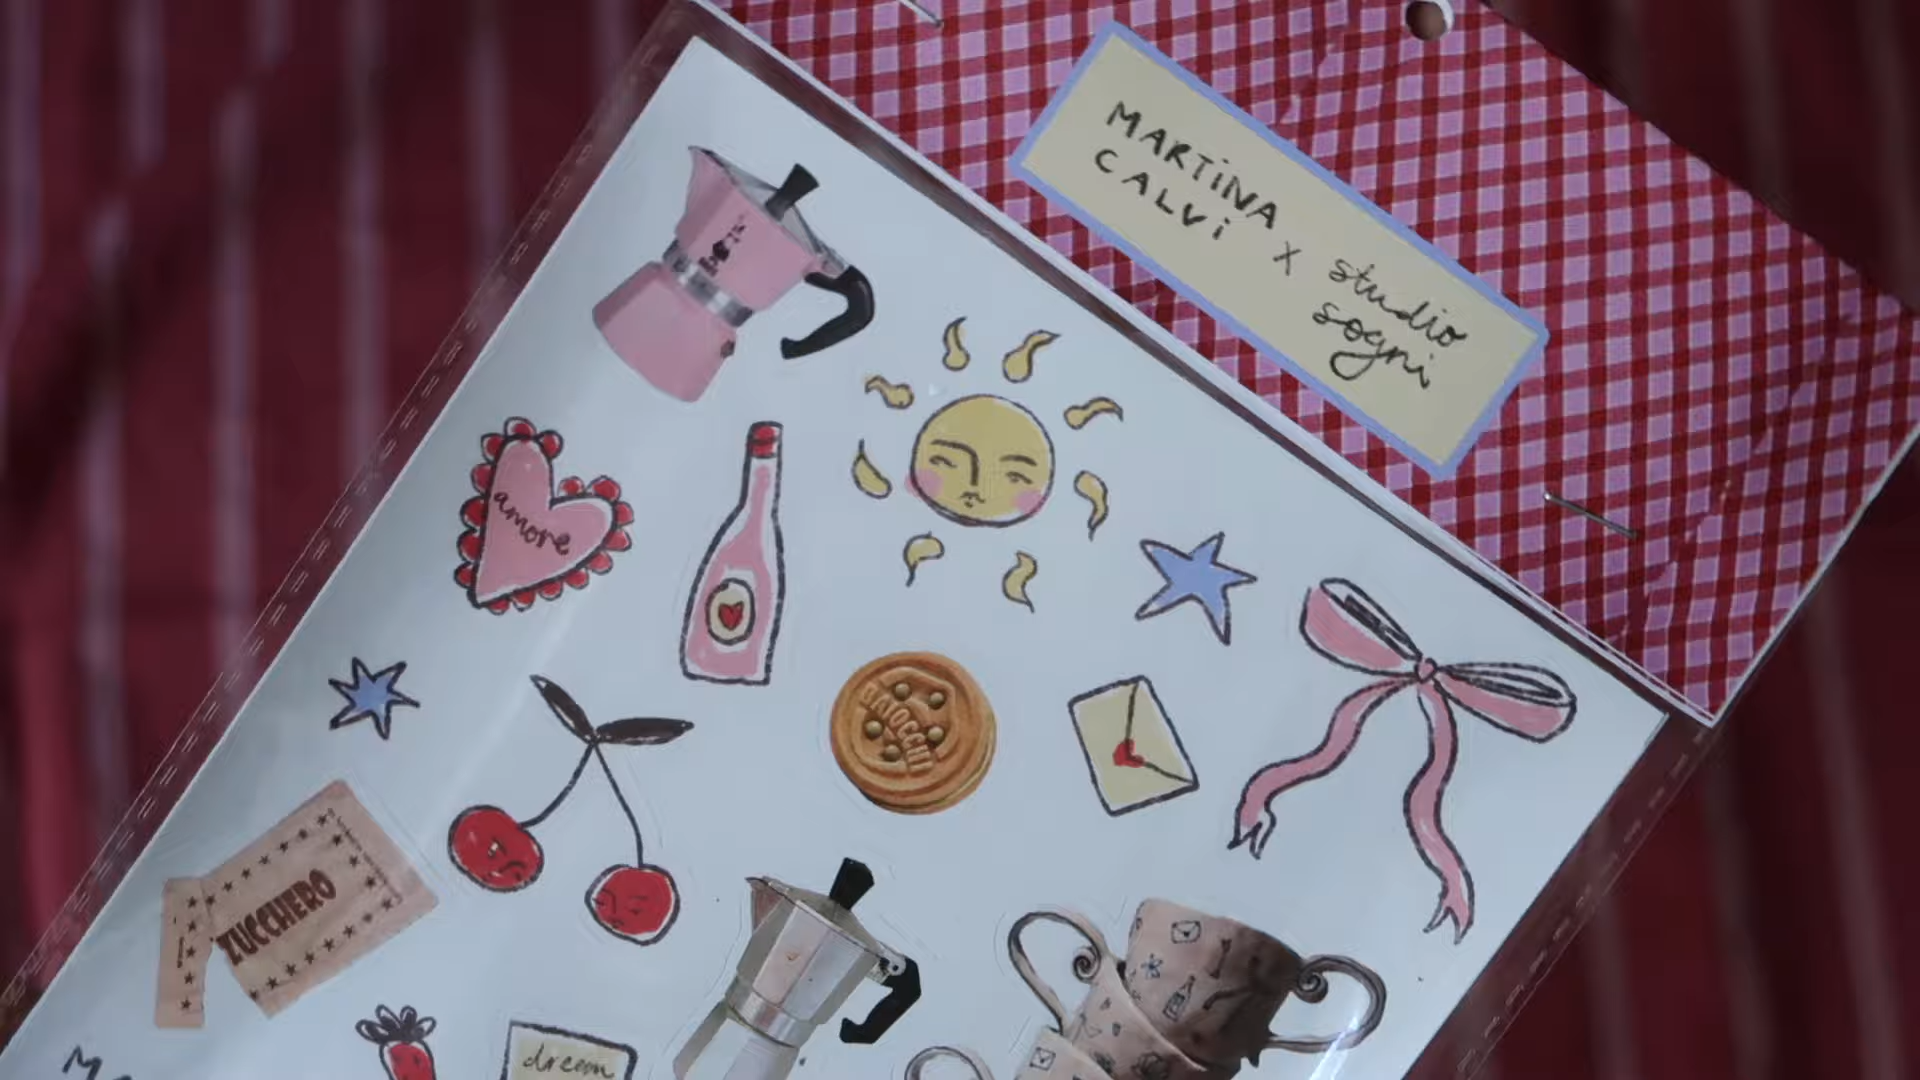 MARTINA
CALVI
x
studio
sogni
amore
ZUCCHERO
dream